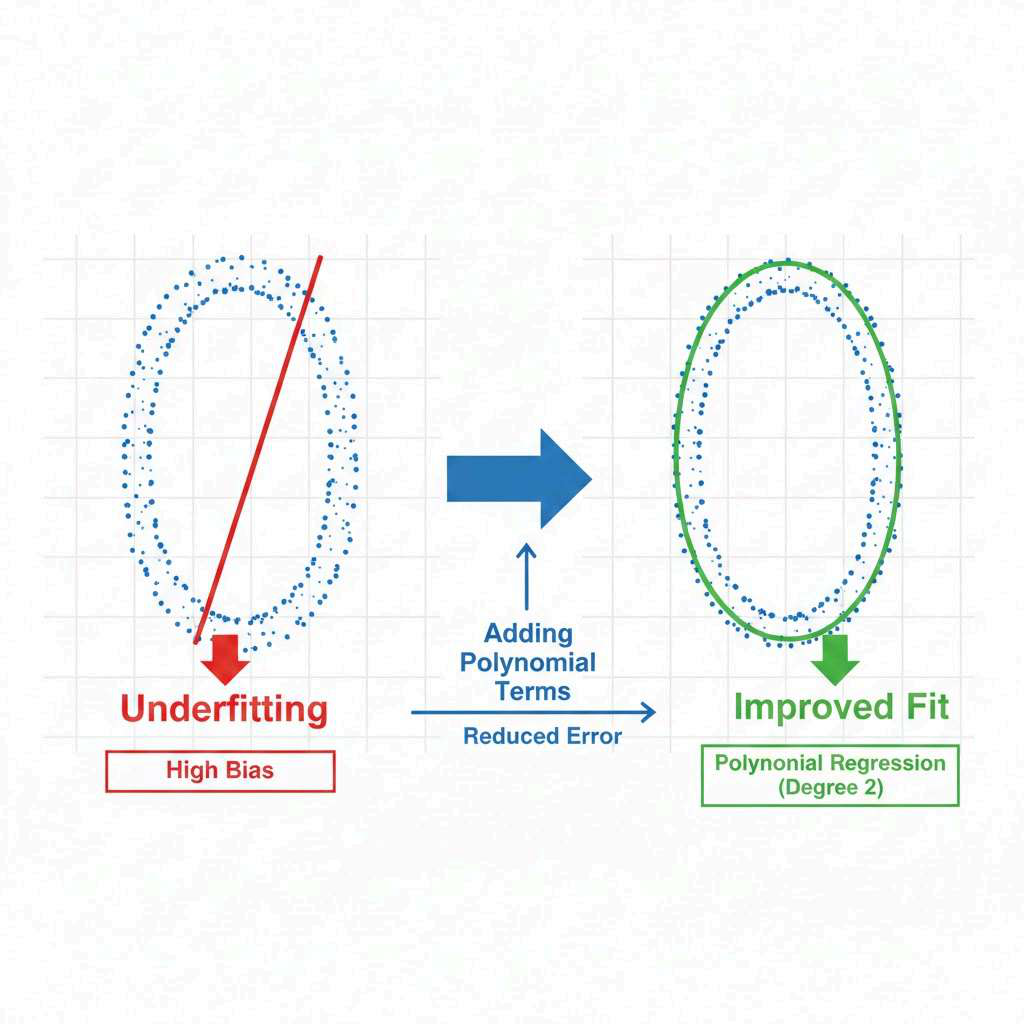 Adding
Polynomial
Terms
Underfitting
Improved Fit
Reduced Error
High Bias
Polynonial Regression
(Degree 2)